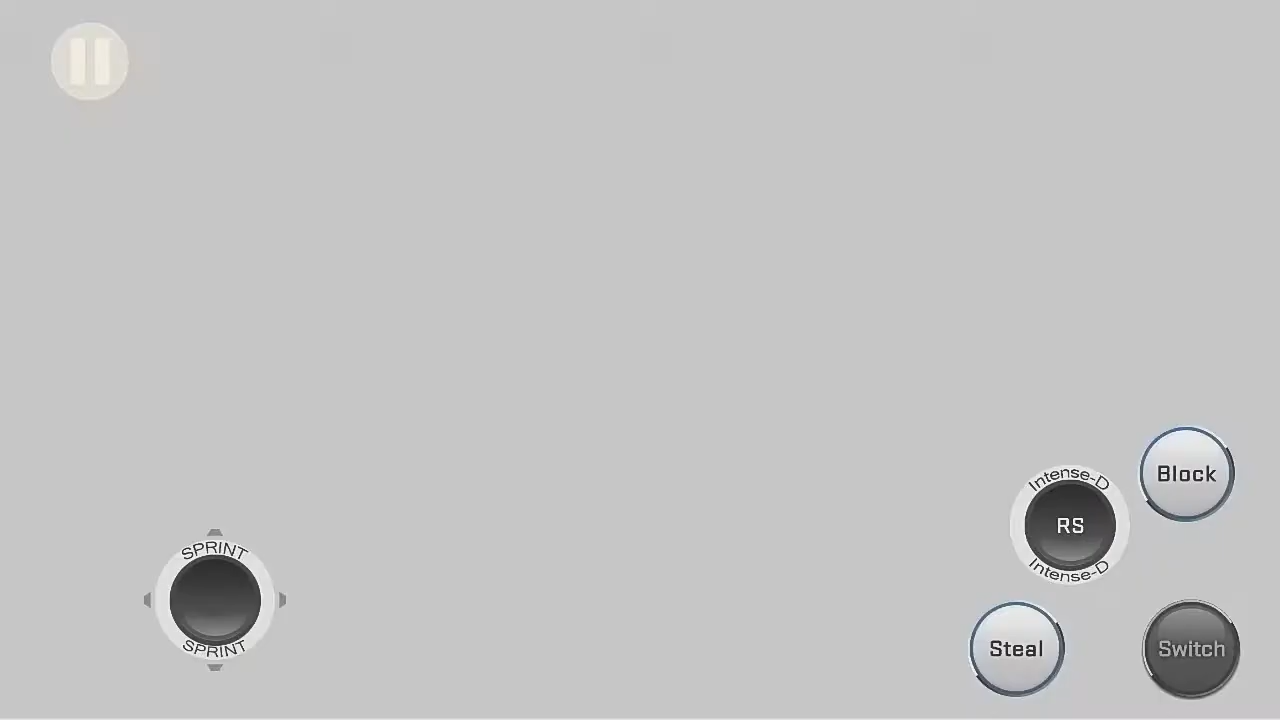 Block
Intense-D
RS
Intense-D
SPRINT
SPRINT
Steal
Switch